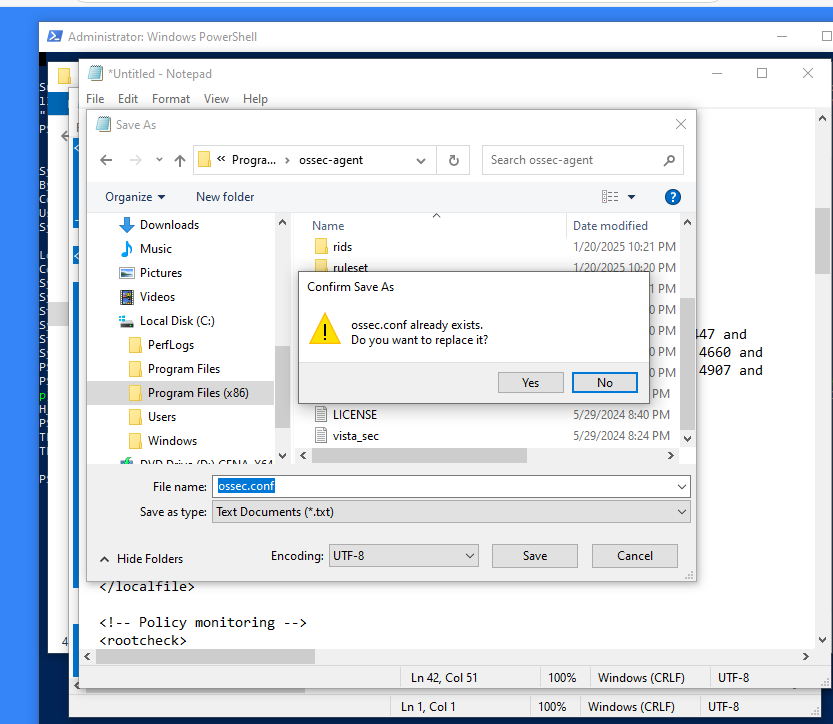 Administrator: Windows PowerShell
*Untitled - Notepad
File Edit Format View Help
Save As
« Progra... › ossec-agent
Search ossec-agent
Organize
New folder
Downloads
Music
Pictures
Videos
Local Disk (C:)
PerfLogs
Program Files
Program Files (x86)
Users
Windows
DVD Drive (D:) CENA_X64
Name
Date modified
rids
1/20/2025 10:21 PM
ruleset
1/20/2025 10:20 PM
Confirm Save As
ossec.conf already exists.
Do you want to replace it?
Yes
No
LICENSE
5/29/2024 8:40 PM
vista_sec
5/29/2024 8:24 PM
447 and
4660 and
4907 and
File name:
ossec.conf
Save as type:
Text Documents (*.txt)
Hide Folders
Encoding:
UTF-8
Save
Cancel
</localfile>
<!-- Policy monitoring -->
<rootcheck>
Ln 42, Col 51
100%
Windows (CRLF)
UTF-8
Ln 1, Col 1
100%
Windows (CRLF)
UTF-8